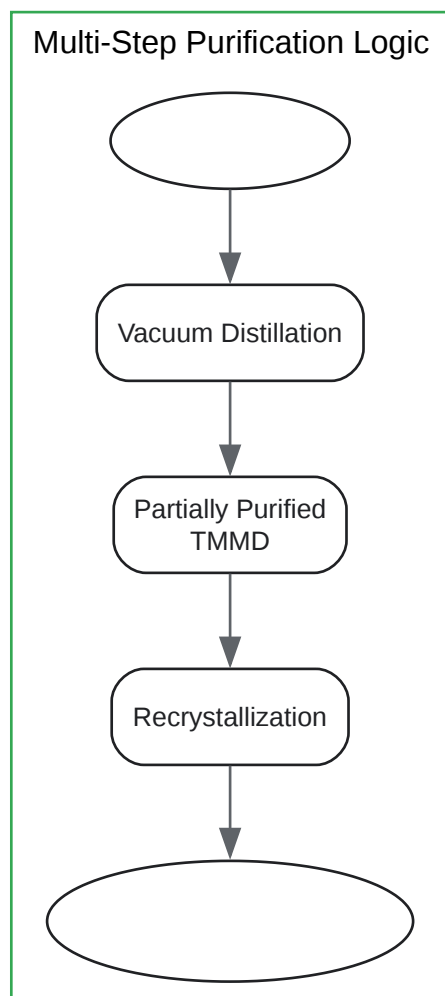 Multi-Step Purification Logic
Vacuum Distillation
Partially Purified
TMMD
Recrystallization